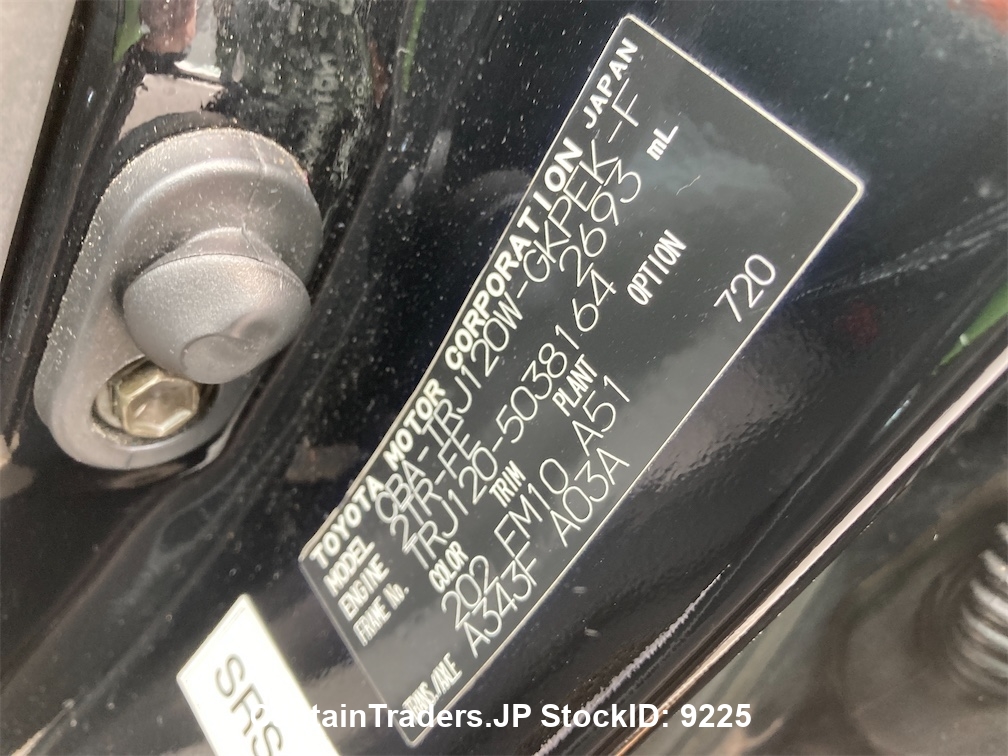 TOYOTA MOTOR CORPORATION JAPAN
MODEL CBA-TRJ120W-GKPEK-F
ENGINE 2TR-FE 2693 mL
FRAME No. TRJ120-5038164
COLOR TRIM PLANT OPTION
202 FM10 A51 720
TRANS./AXLE A343F A03A
SRS
tainTraders.JP StockID: 9225